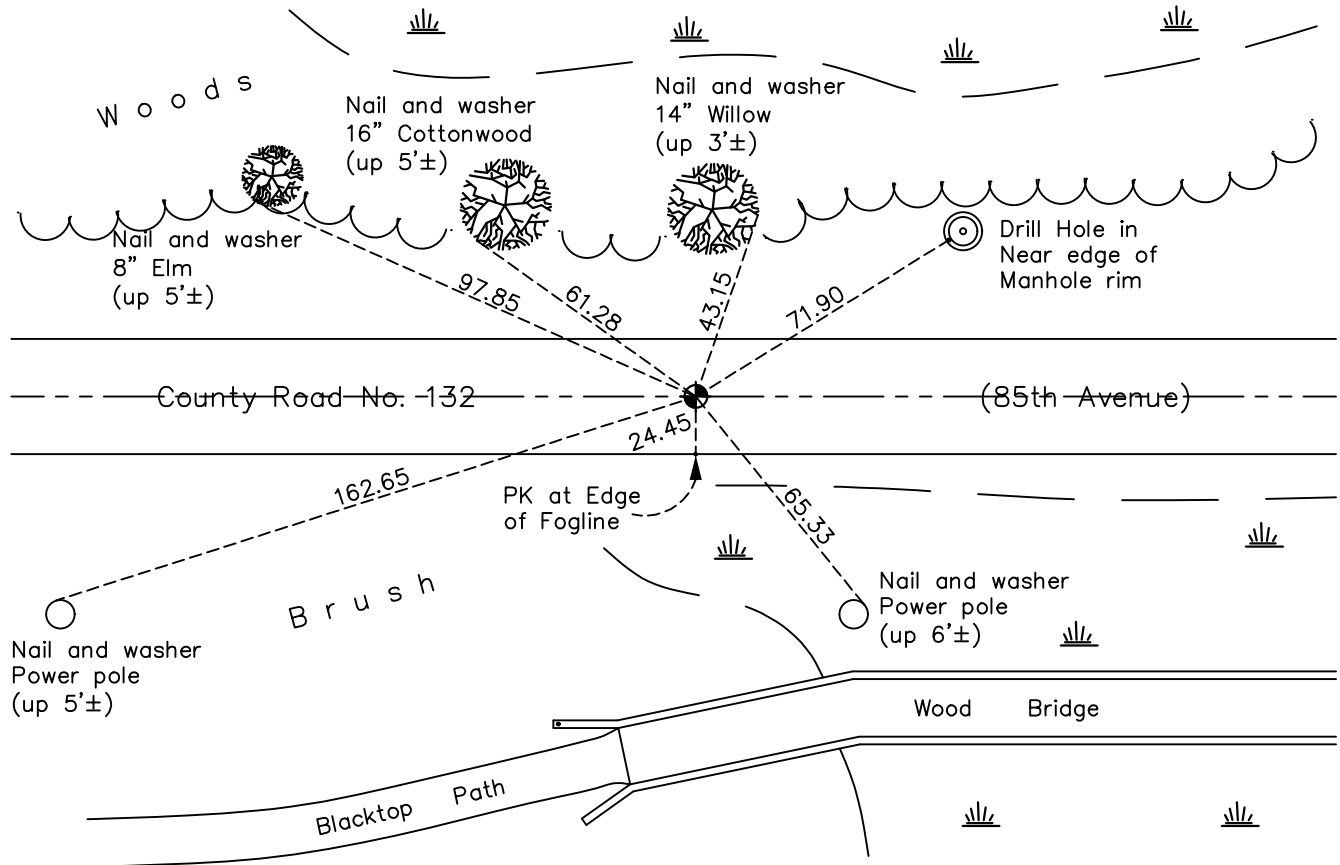 Woods
Nail and washer
16" Cottonwood
(up 5'±)
Nail and washer
14" Willow
(up 3'±)
Nail and washer
8" Elm
(up 5'±)
Drill Hole in
Near edge of
Manhole rim
97.85
61.28
43.15
71.90
County Road No. 132
(85th Avenue)
24.45
162.65
65.33
PK at Edge
of Fogline
Brush
Nail and washer
Power pole
(up 6'±)
Nail and washer
Power pole
(up 5'±)
Wood Bridge
Blacktop Path